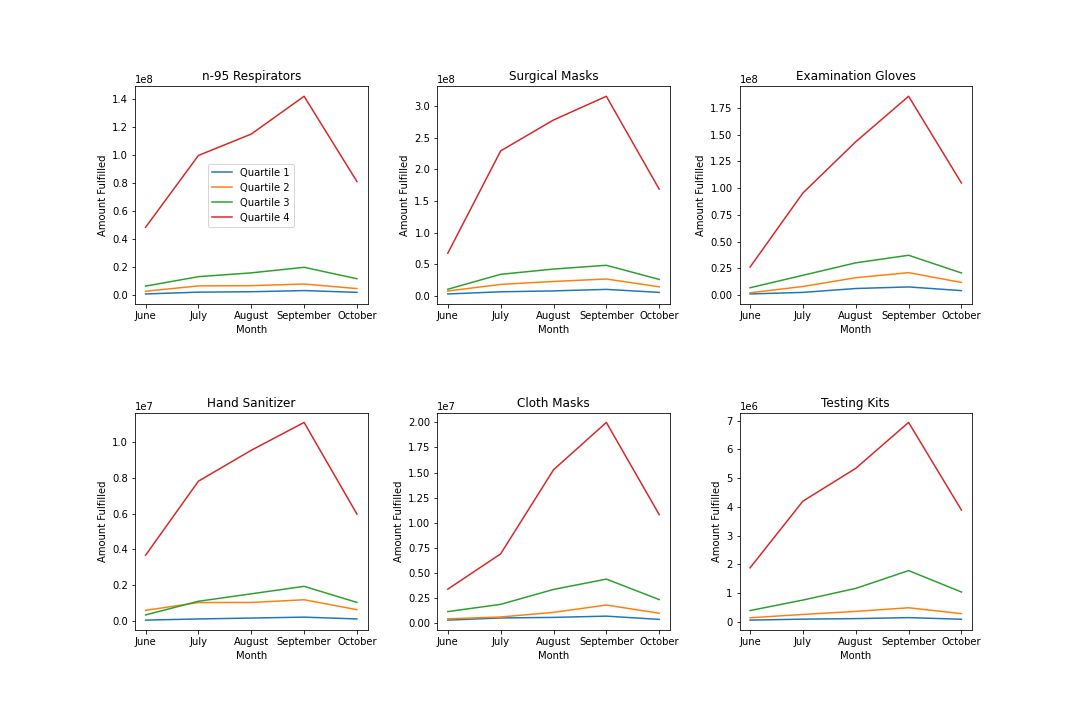 n-95 Respirators
1e8
1.4
1.2
1.0
0.8
0.6
0.4
0.2
0.0
Amount Fulfilled
Quartile 1
Quartile 2
Quartile 3
Quartile 4
June July August September October
Month
Surgical Masks
1e8
3.0
2.5
2.0
1.5
1.0
0.5
0.0
Amount Fulfilled
June July August September October
Month
Examination Gloves
1e8
1.75
1.50
1.25
1.00
0.75
0.50
0.25
0.00
Amount Fulfilled
June July August September October
Month
Hand Sanitizer
1e7
1.0
0.8
0.6
0.4
0.2
0.0
Amount Fulfilled
June July August September October
Month
Cloth Masks
1e7
2.00
1.75
1.50
1.25
1.00
0.75
0.50
0.25
0.00
Amount Fulfilled
June July August September October
Month
Testing Kits
1e6
7
6
5
4
3
2
1
0
Amount Fulfilled
June July August September October
Month